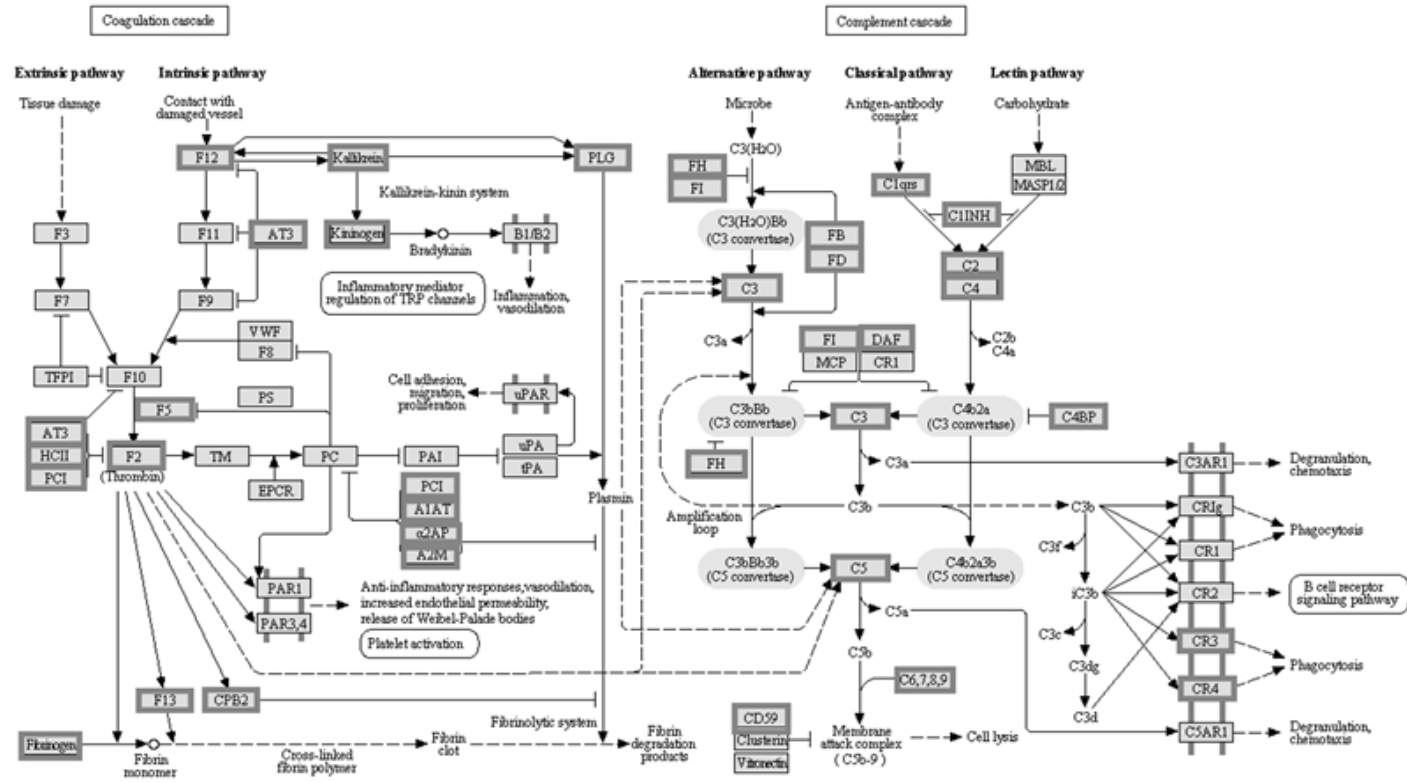 Coagulation cascade
Complement cascade
Extrinsic pathway
Intrinsic pathway
Alternative pathway
Classical pathway
Lectin pathway
Tissue damage
Contact with
damaged vessel
Microbe
Antigen-antibody
complex
Carbohydrate
F12
Kallikrein
PLG
C3(H2O)
FH
FI
C1qrs
MBL
MASP1/2
Kallikrein-kinin system
C1INH
F3
F11
AT3
Kininogen
Bradykinin
B1/B2
C3(H2O)Bb
(C3 convertase)
FB
FD
C2
C4
Inflammatory mediator
regulation of TRP channels
Inflammation,
vasodilation
C3
F7
F9
VWF
F8
C3a
FI
DAF
MCP
CR1
C2b
C4a
TFPI
F10
PS
F5
Cell adhesion,
migration,
proliferation
uPAR
C3bBb
(C3 convertase)
C3
C4b2a
(C3 convertase)
C4BP
AT3
HCII
PCI
F2
(Thrombin)
TM
EPCR
PC
PAI
uPA
tPA
FH
C3a
C3AR1
Degranulation,
chemotaxis
PCI
A1AT
α2AP
A2M
Plasmin
Amplification
loop
C3b
C3b
CRIg
Phagocytosis
C3f
CR1
C3bBb3b
(C5 convertase)
C5
C4b2a3b
(C5 convertase)
PAR1
PAR3,4
Anti-inflammatory responses,vasodilation,
increased endothelial permeability,
release of Weibel-Palade bodies
Platelet activation
iC3b
CR2
B cell receptor
signaling pathway
C5a
C3c
CR3
C5b
C3dg
Phagocytosis
CR4
C6,7,8,9
C3d
F13
CPB2
Fibrinolytic system
CD59
Clusterin
Vitronectin
Membrane
attack complex
( C5b-9 )
Cell lysis
C5AR1
Degranulation,
chemotaxis
Fibrinogen
Fibrin
monomer
Cross-linked
fibrin polymer
Fibrin
clot
Fibrin
degradation
products